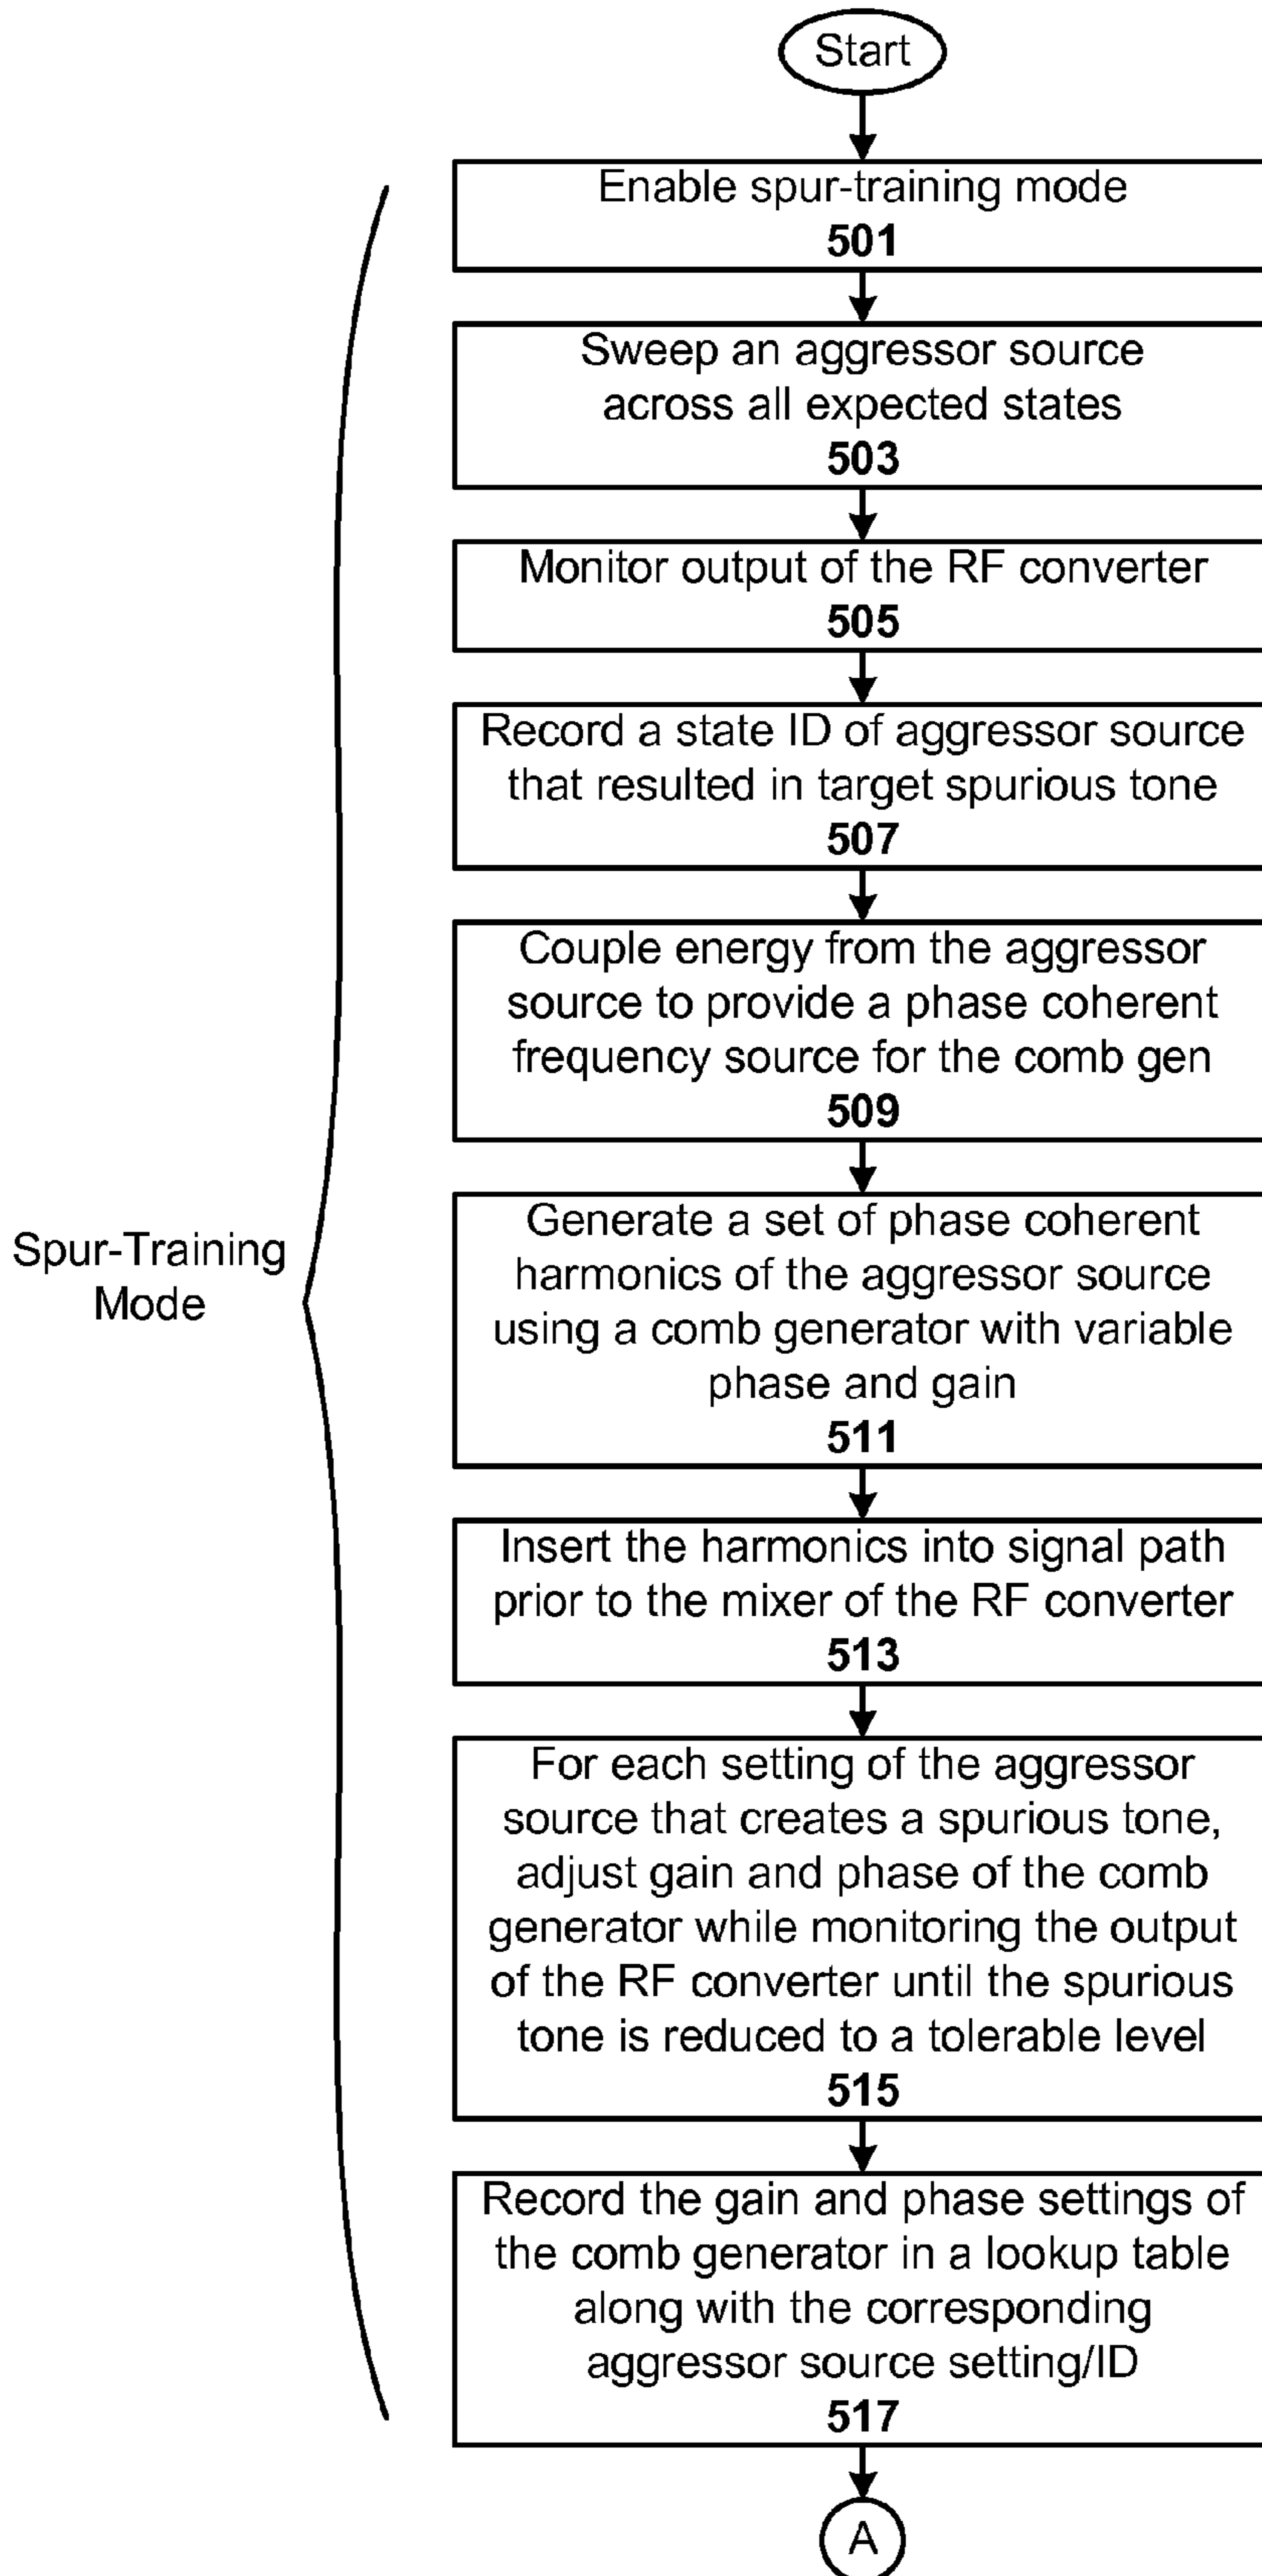 Start
Enable spur-training mode
501
Sweep an aggressor source
across all expected states
503
Monitor output of the RF converter
505
Record a state ID of aggressor source
that resulted in target spurious tone
507
Couple energy from the aggressor
source to provide a phase coherent
frequency source for the comb gen
509
Generate a set of phase coherent
harmonics of the aggressor source
using a comb generator with variable
phase and gain
511
Spur-Training
Mode
Insert the harmonics into signal path
prior to the mixer of the RF converter
513
For each setting of the aggressor
source that creates a spurious tone,
adjust gain and phase of the comb
generator while monitoring the output
of the RF converter until the spurious
tone is reduced to a tolerable level
515
Record the gain and phase settings of
the comb generator in a lookup table
along with the corresponding
aggressor source setting/ID
517
A